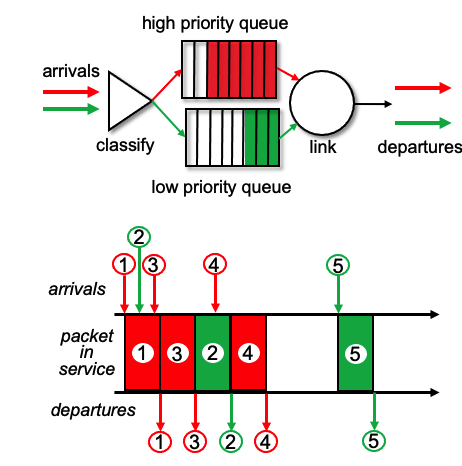 high priority queue
arrivals
classify
link
departures
low priority queue
2
1
3
4
5
arrivals
packet
in
service
1
3
2
4
5
departures
1
3
2
4
5